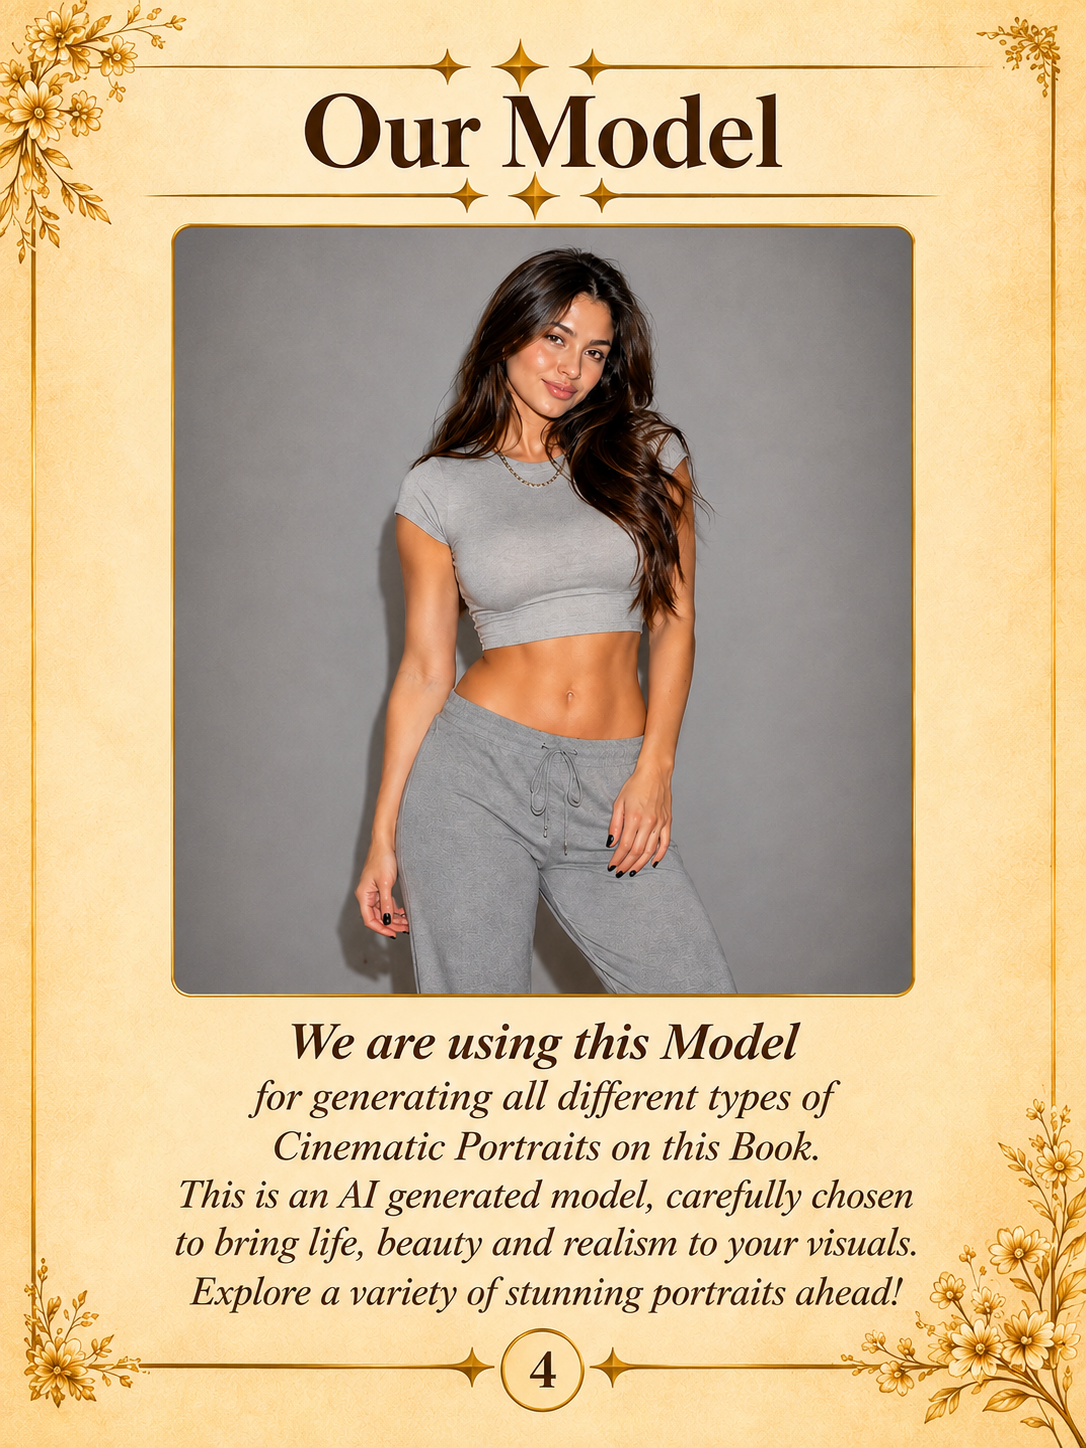 Our Model
We are using this Model
for generating all different types of
Cinematic Portraits on this Book.
This is an AI generated model, carefully chosen
to bring life, beauty and realism to your visuals.
Explore a variety of stunning portraits ahead!
4